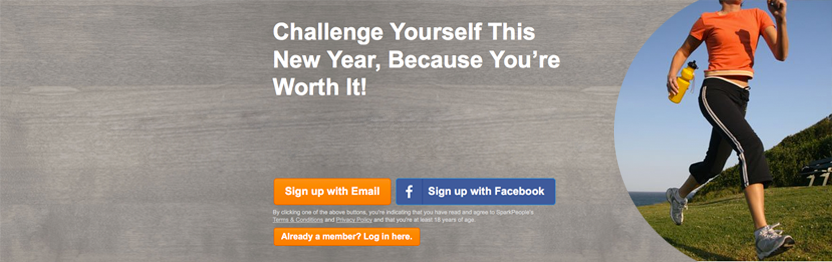 Challenge Yourself This
New Year, Because You’re
Worth It!
Sign up with Email
f Sign up with Facebook
By clicking one of the above buttons, you're indicating that you have read and agree to SparkPeople's
Terms & Conditions and Privacy Policy and that you're at least 18 years of age.
Already a member? Log in here.